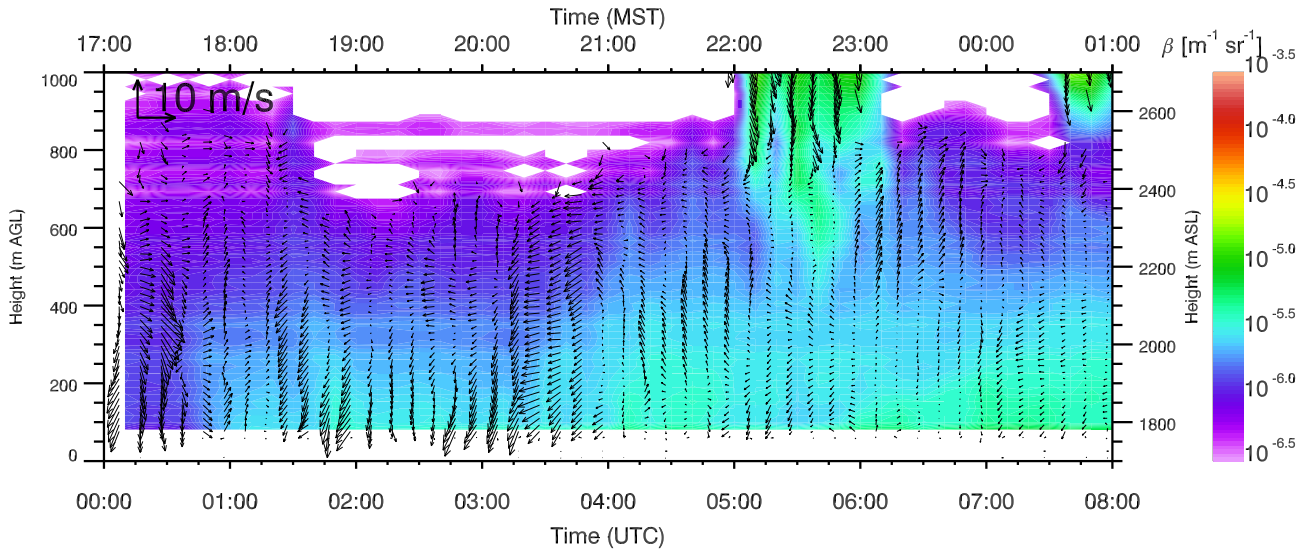 Time (MST)
17:00 18:00 19:00 20:00 21:00 22:00 23:00 00:00 01:00
β [m-1 sr-1]
10 m/s
Height (m AGL)
1000
800
600
400
200
0
2600
2400
2200
2000
1800
Height (m ASL)
10-3.5
10-4.0
10-4.5
10-5.0
10-5.5
10-6.0
10-6.5
00:00 01:00 02:00 03:00 04:00 05:00 06:00 07:00 08:00
Time (UTC)